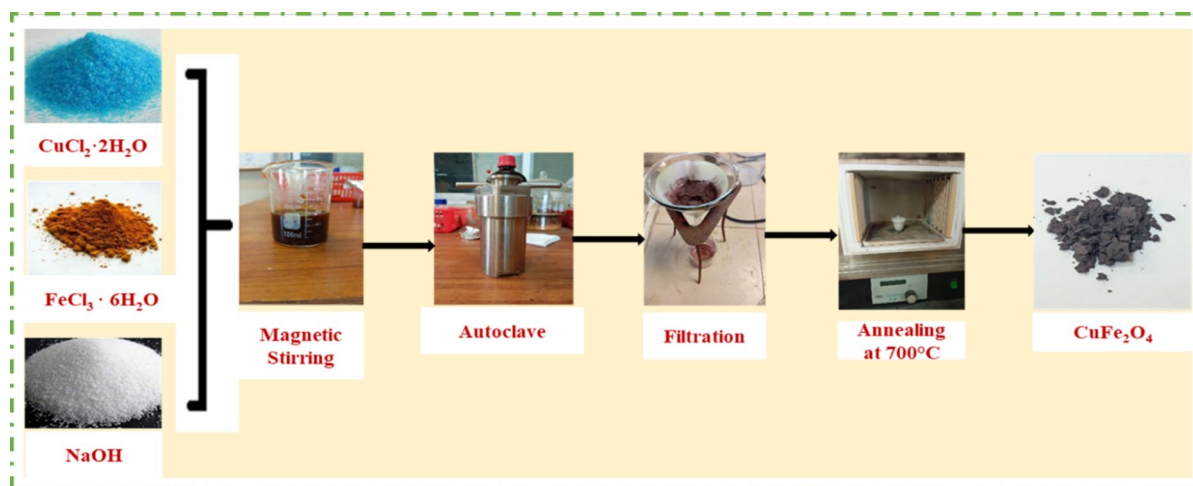 CuCl₂·2H₂O
FeCl₃ · 6H₂O
NaOH
Magnetic
Stirring
Autoclave
Filtration
Annealing
at 700°C
CuFe₂O₄